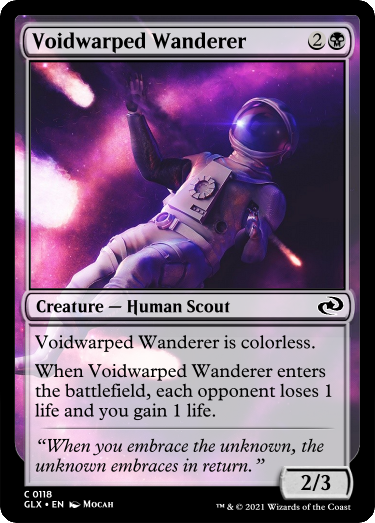 Voidwarped Wanderer 2
Creature — Human Scout
Voidwarped Wanderer is colorless.
When Voidwarped Wanderer enters
the battlefield, each opponent loses 1
life and you gain 1 life.
“When you embrace the unknown, the
unknown embraces in return.”
2/3
C 0118
GLX • EN Mocah
™ & © 2021 Wizards of the Coast